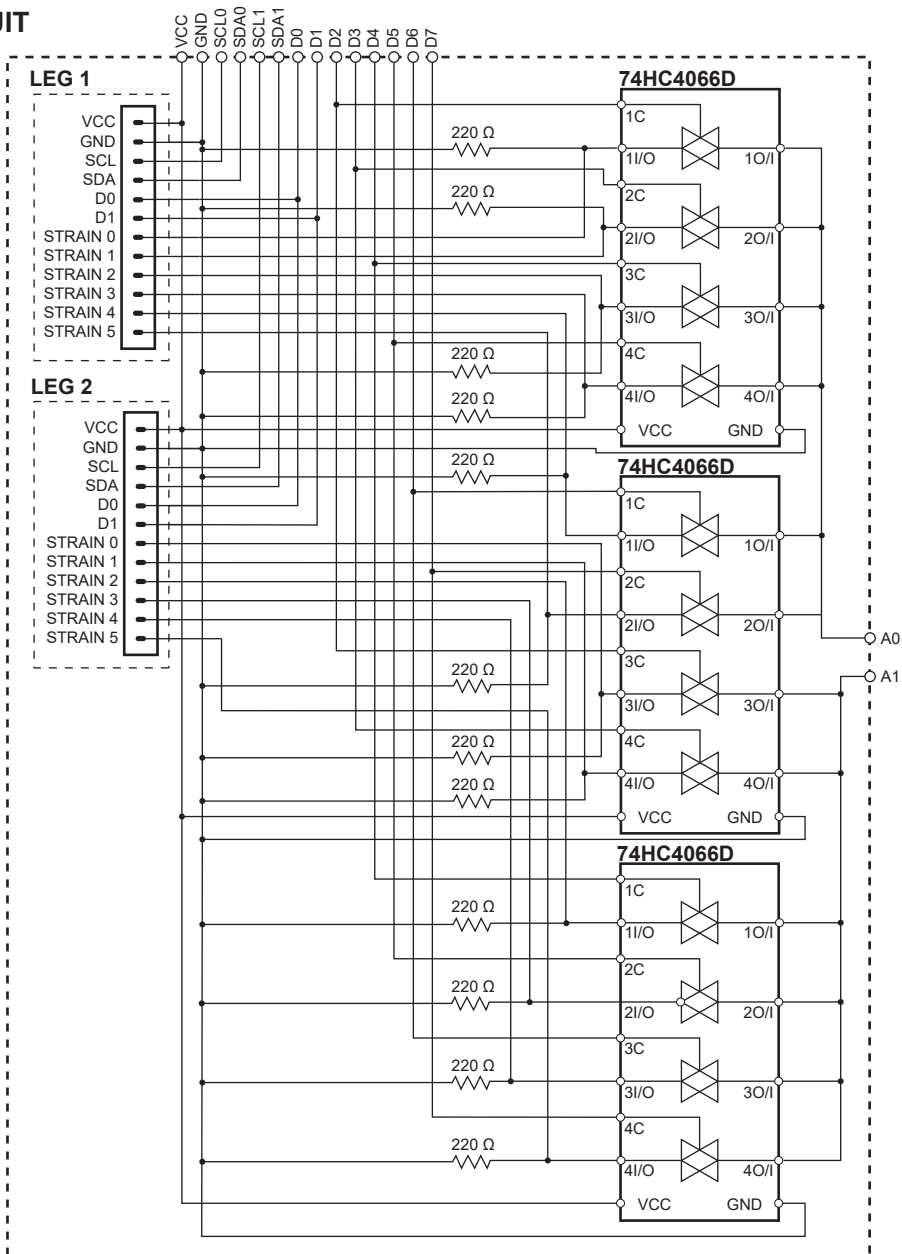 UIT
VCC
GND
SCL0
SDA0
SCL1
SDA1
D0
D1
D2
D3
D4
D5
D6
D7
LEG 1
VCC
GND
SCL
SDA
D0
D1
STRAIN 0
STRAIN 1
STRAIN 2
STRAIN 3
STRAIN 4
STRAIN 5
LEG 2
VCC
GND
SCL
SDA
D0
D1
STRAIN 0
STRAIN 1
STRAIN 2
STRAIN 3
STRAIN 4
STRAIN 5
220 Ω
220 Ω
220 Ω
220 Ω
220 Ω
220 Ω
220 Ω
220 Ω
220 Ω
220 Ω
220 Ω
220 Ω
74HC4066D
1C
1I/O 1O/I
2C
2I/O 2O/I
3C
3I/O 3O/I
4C
4I/O 4O/I
VCC GND
74HC4066D
1C
1I/O 1O/I
2C
2I/O 2O/I
3C
3I/O 3O/I
4C
4I/O 4O/I
VCC GND
74HC4066D
1C
1I/O 1O/I
2C
2I/O 2O/I
3C
3I/O 3O/I
4C
4I/O 4O/I
VCC GND
A0
A1